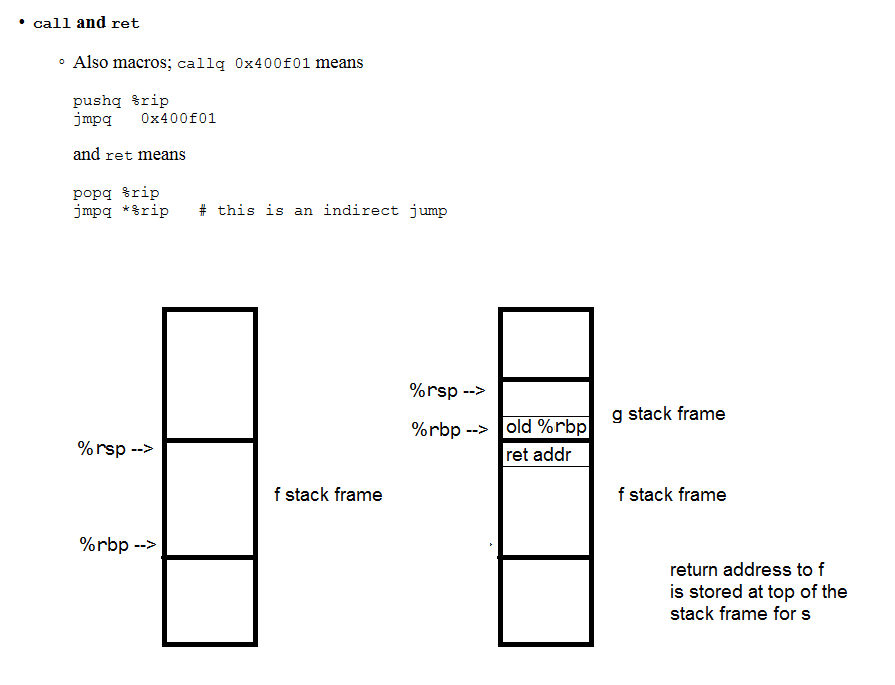 • call and ret
◦ Also macros; callq 0x400f01 means
pushq %rip
jmpq   0x400f01
and ret means
popq %rip
jmpq *%rip   # this is an indirect jump
%rsp -->
%rbp -->
f stack frame
%rsp -->
%rbp -->
old %rbp
ret addr
g stack frame
f stack frame
return address to f
is stored at top of the
stack frame for s